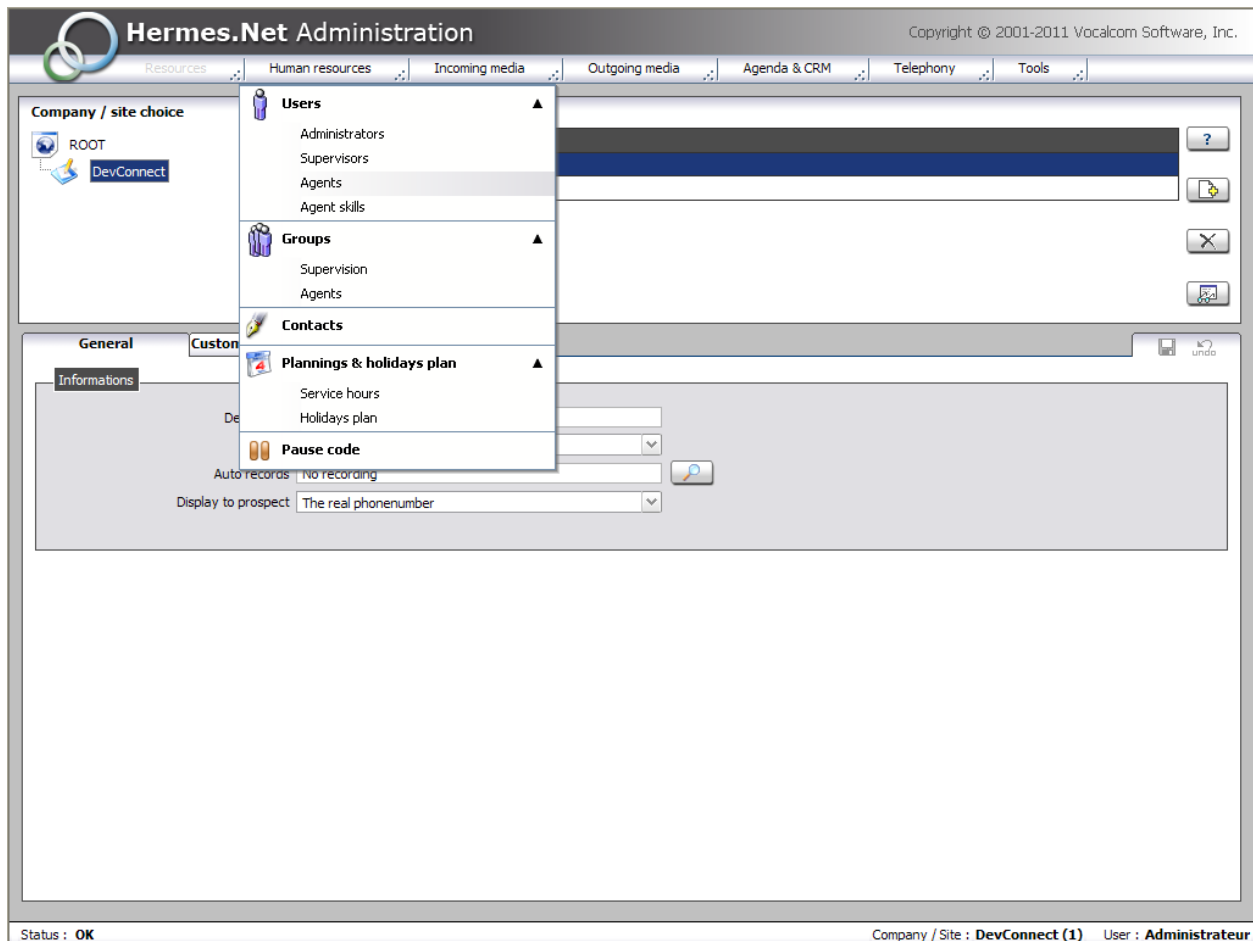 Hermes.Net Administration
Copyright © 2001-2011 Vocalcom Software, Inc.
Resources Human resources Incoming media Outgoing media Agenda & CRM Telephony Tools
Company / site choice
ROOT
DevConnect
Users
Administrators
Supervisors
Agents
Agent skills
Groups
Supervision
Agents
Contacts
Plannings & holidays plan
Service hours
Holidays plan
Pause code
?
General Custon
undo
Informations
De
Auto records No recording
Display to prospect The real phonenumber
Status : OK
Company / Site : DevConnect (1) User : Administrateur